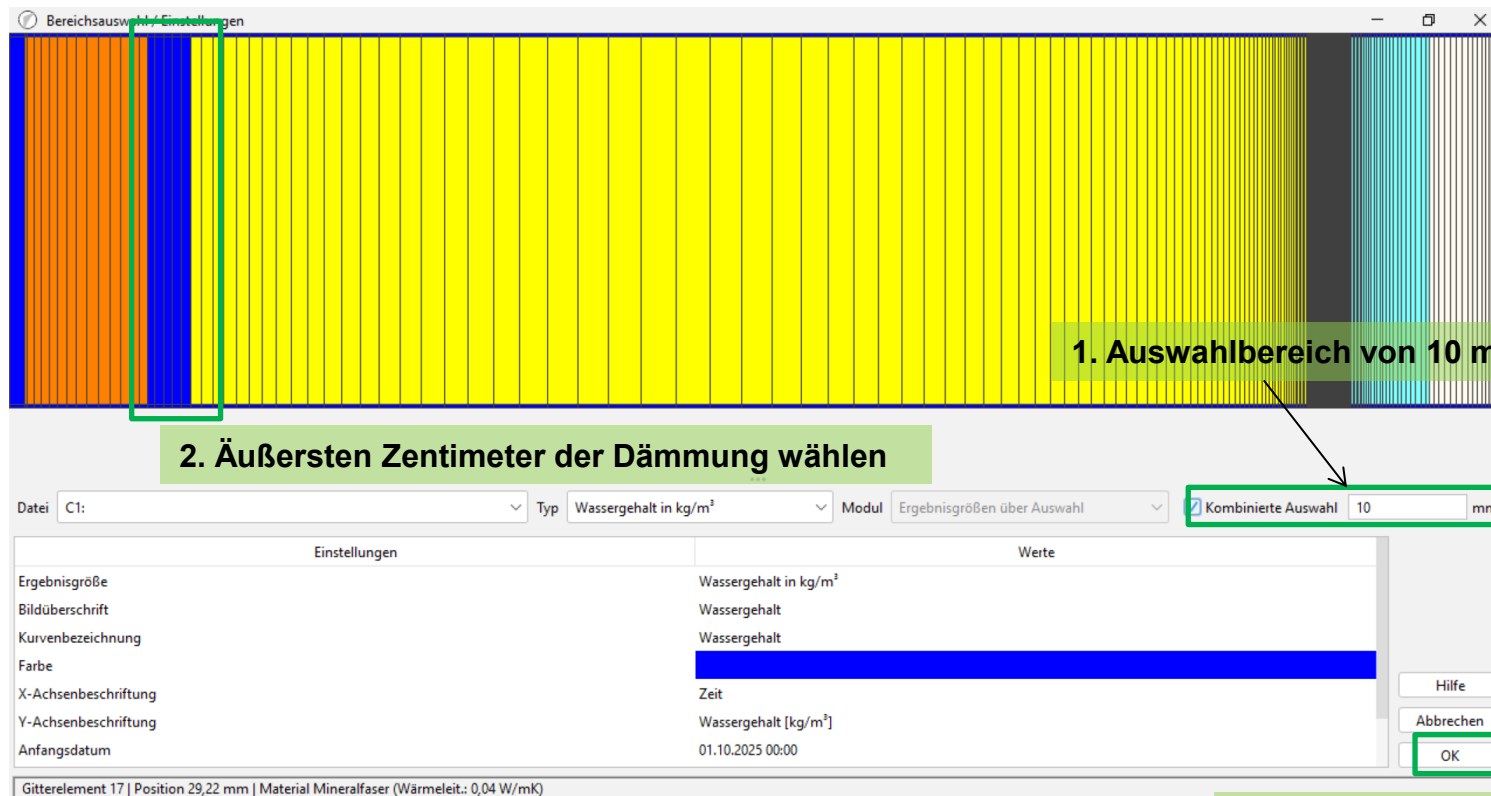 Bereichsauswahl / Einstellungen
1. Auswahlbereich von 10 m
2. Äußersten Zentimeter der Dämmung wählen
Datei C1: Typ Wassergehalt in kg/m³ Modul Ergebnisgrößen über Auswahl Kombinierte Auswahl 10 mm
Einstellungen Werte
Ergebnisgröße Wassergehalt in kg/m³
Bildüberschrift Wassergehalt
Kurvenbezeichnung Wassergehalt
Farbe
X-Achsenbeschriftung Zeit
Y-Achsenbeschriftung Wassergehalt [kg/m³]
Anfangsdatum 01.10.2025 00:00
Hilfe
Abbrechen
OK
Gitterelement 17 | Position 29,22 mm | Material Mineralfaser (Wärmeleit.: 0,04 W/mK)